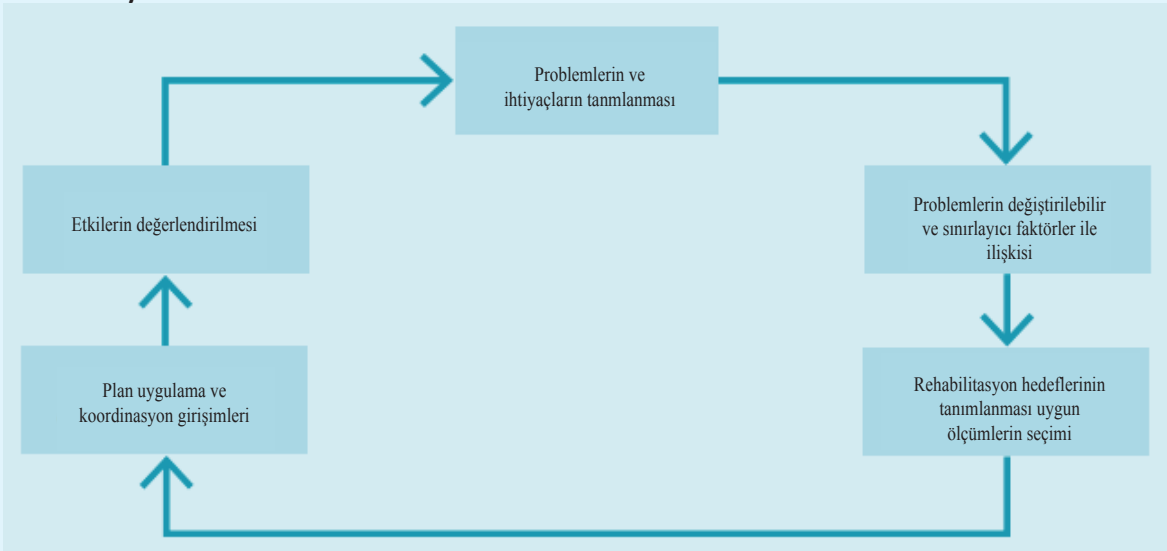 Problemlerin ve
ihtiyaçların tanmlanması
Problemlerin değiştirilebilir
ve sınırlayıcı faktörler ile
ilişkisi
Rehabilitasyon hedeflerinin
tanımlanması uygun
ölçümlerin seçimi
Plan uygulama ve
koordinasyon girişimleri
Etkilerin değerlendirilmesi